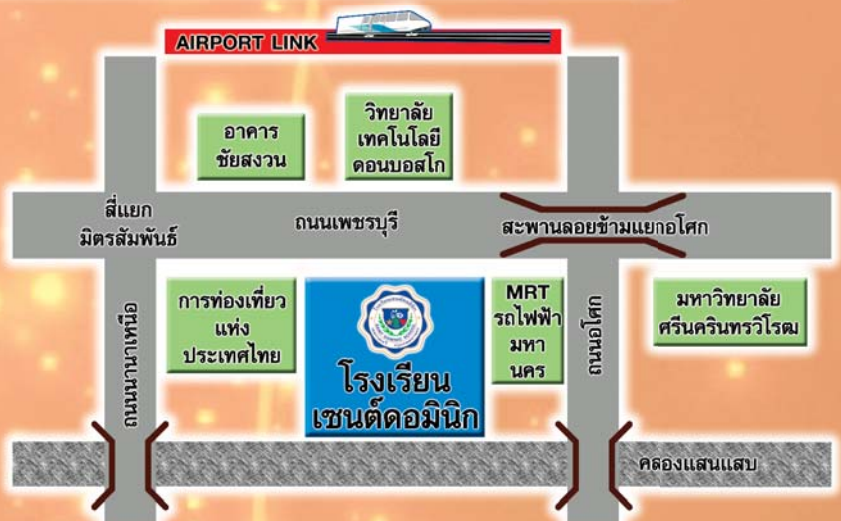 AIRPORT LINK
อาคาร
ชัยสงวน
วิทยาลัย
เทคโนโลยี
ดอนบอสโก
สี่แยก
มิตรสัมพันธ์
ถนนเพชรบุรี
สะพานลอยข้ามแยกอโศก
ถนนนานาเหนือ
การท่องเที่ยว
แห่ง
ประเทศไทย
โรงเรียน
เซนต์ดอมินิก
MRT
รถไฟฟ้า
มหา
นคร
ถนนอโศก
มหาวิทยาลัย
ศรีนครินทรวิโรฒ
คลองแสนแสบ